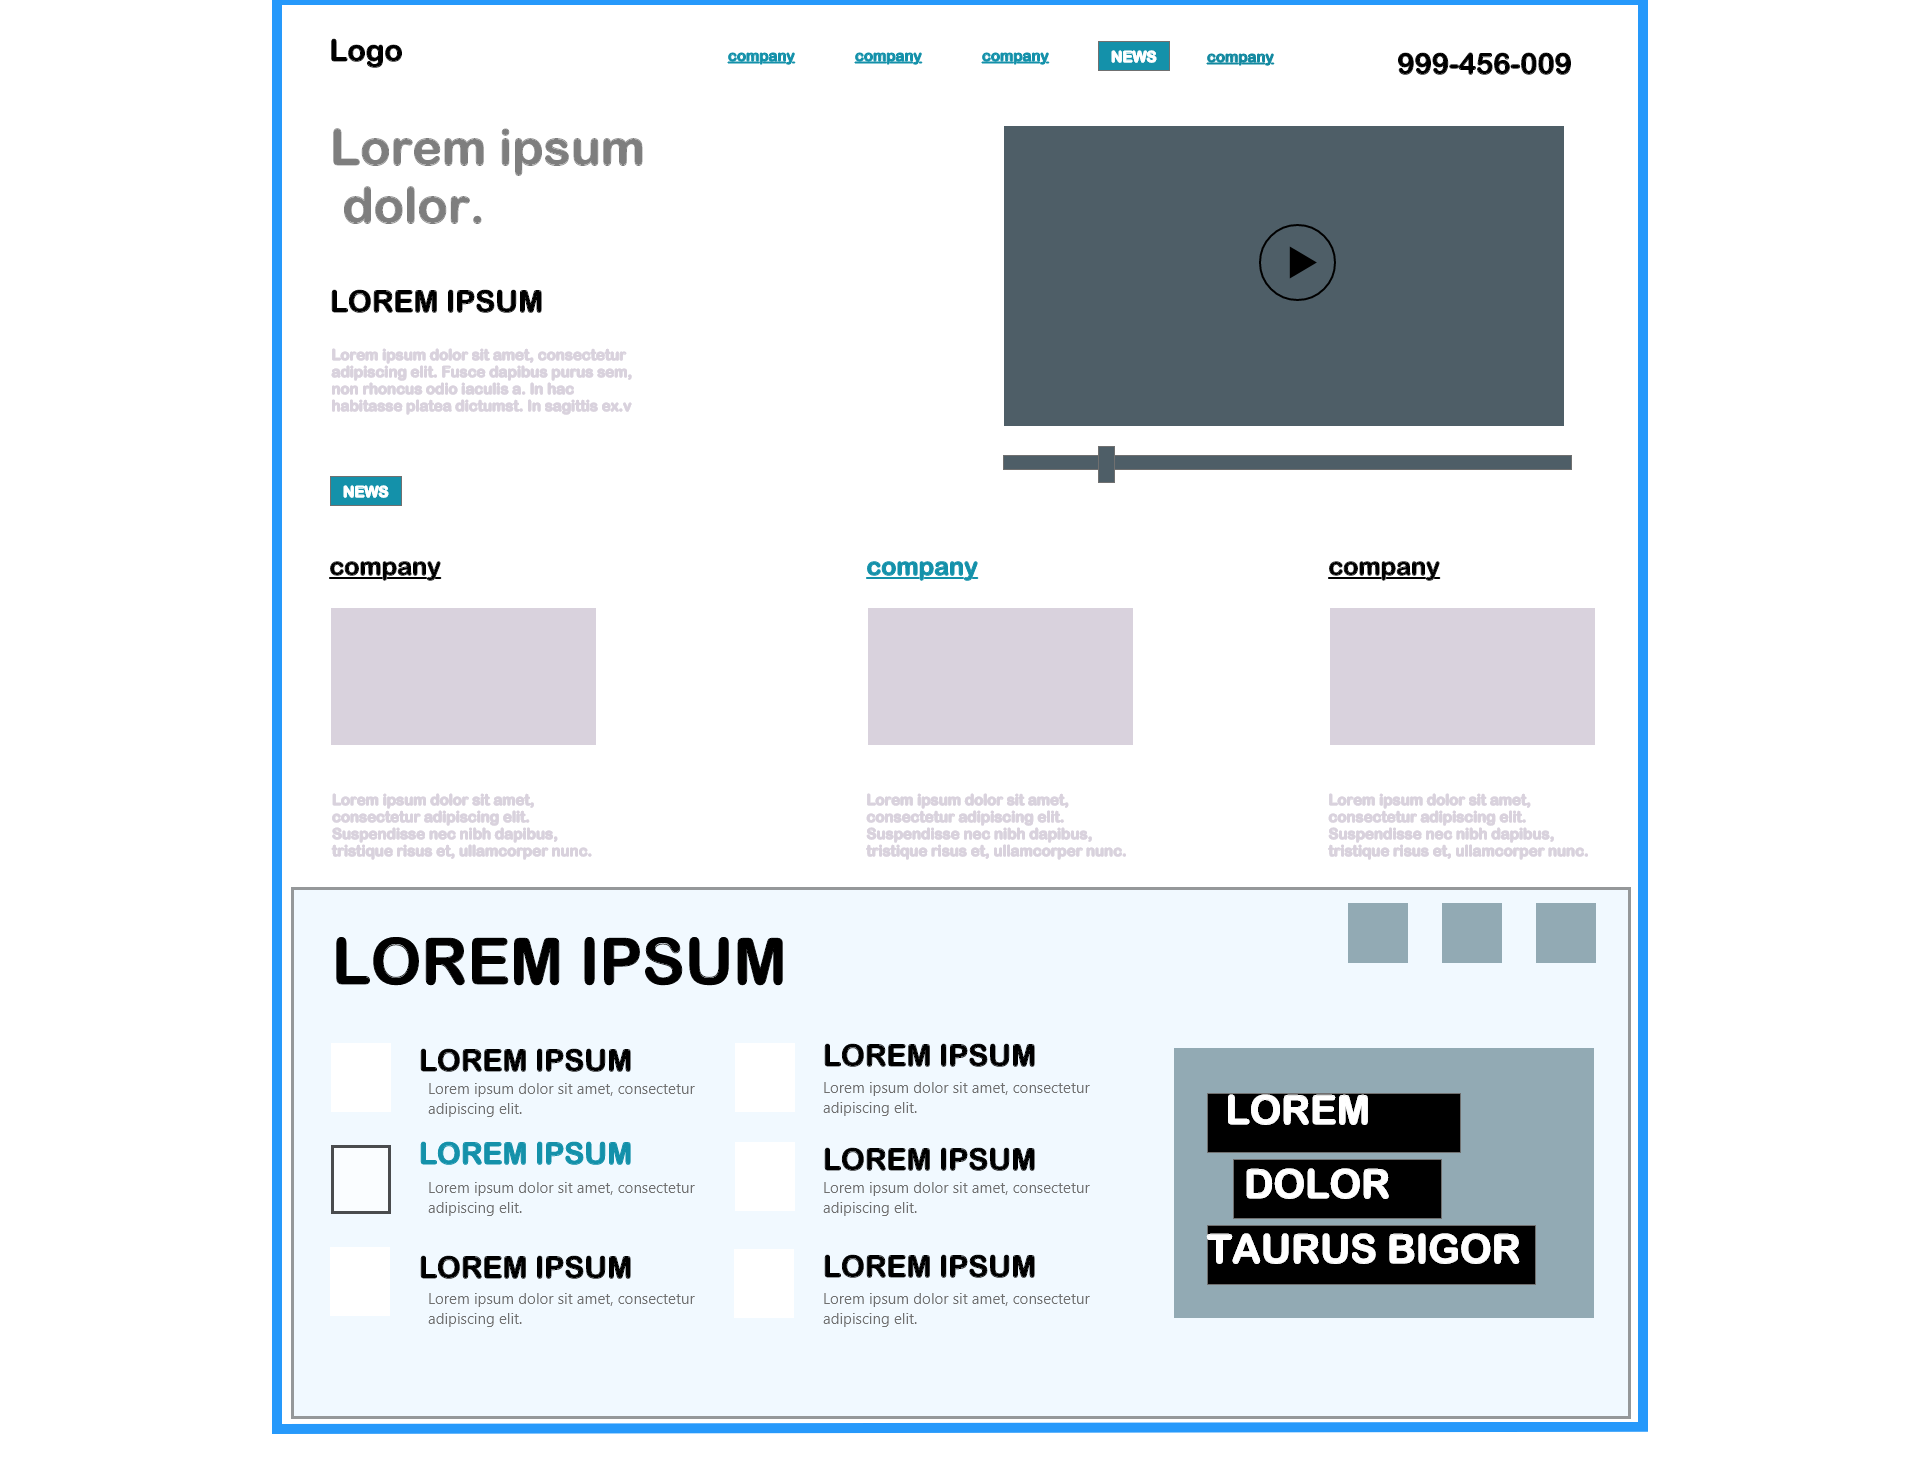 Logo
company
company
company
NEWS
company
999-456-009
Lorem ipsum
dolor.
LOREM IPSUM
Lorem ipsum dolor sit amet, consectetur
adipiscing elit. Fusce dapibus purus sem,
non rhoncus odio iaculis a. In hac
habitasse platea dictumst. In sagittis ex.v
NEWS
company
Lorem ipsum dolor sit amet,
consectetur adipiscing elit.
Suspendisse nec nibh dapibus,
tristique risus et, ullamcorper nunc.
company
Lorem ipsum dolor sit amet,
consectetur adipiscing elit.
Suspendisse nec nibh dapibus,
tristique risus et, ullamcorper nunc.
company
Lorem ipsum dolor sit amet,
consectetur adipiscing elit.
Suspendisse nec nibh dapibus,
tristique risus et, ullamcorper nunc.
LOREM IPSUM
LOREM IPSUM
Lorem ipsum dolor sit amet, consectetur
adipiscing elit.
LOREM IPSUM
Lorem ipsum dolor sit amet, consectetur
adipiscing elit.
LOREM IPSUM
Lorem ipsum dolor sit amet, consectetur
adipiscing elit.
LOREM IPSUM
Lorem ipsum dolor sit amet, consectetur
adipiscing elit.
LOREM IPSUM
Lorem ipsum dolor sit amet, consectetur
adipiscing elit.
LOREM IPSUM
Lorem ipsum dolor sit amet, consectetur
adipiscing elit.
LOREM
DOLOR
TAURUS BIGOR